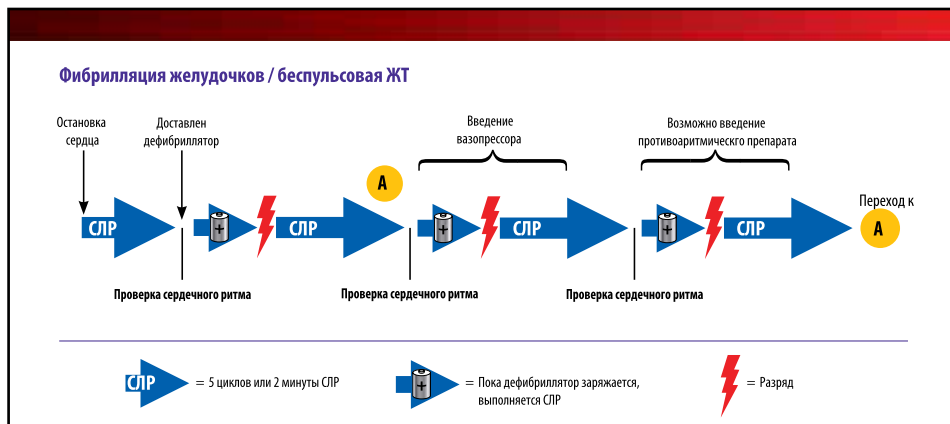 Фибрилляция желудочков / беспульсовая ЖТ
Остановка
сердца
Доставлен
дефибриллятор
Введение
вазопрессора
Возможно введение
противоаритмического препарата
А
Переход к
А
СЛР
+
СЛР
+
СЛР
+
СЛР
Проверка сердечного ритма
Проверка сердечного ритма
Проверка сердечного ритма
СЛР
= 5 циклов или 2 минуты СЛР
+
= Пока дефибриллятор заряжается,
выполняется СЛР
= Разряд